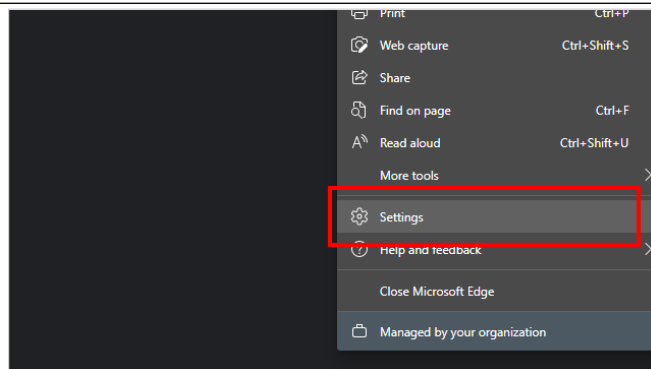 Print Ctrl+P
Web capture Ctrl+Shift+S
Share
Find on page Ctrl+F
Read aloud Ctrl+Shift+U
More tools
Settings
Help and feedback
Close Microsoft Edge
Managed by your organization